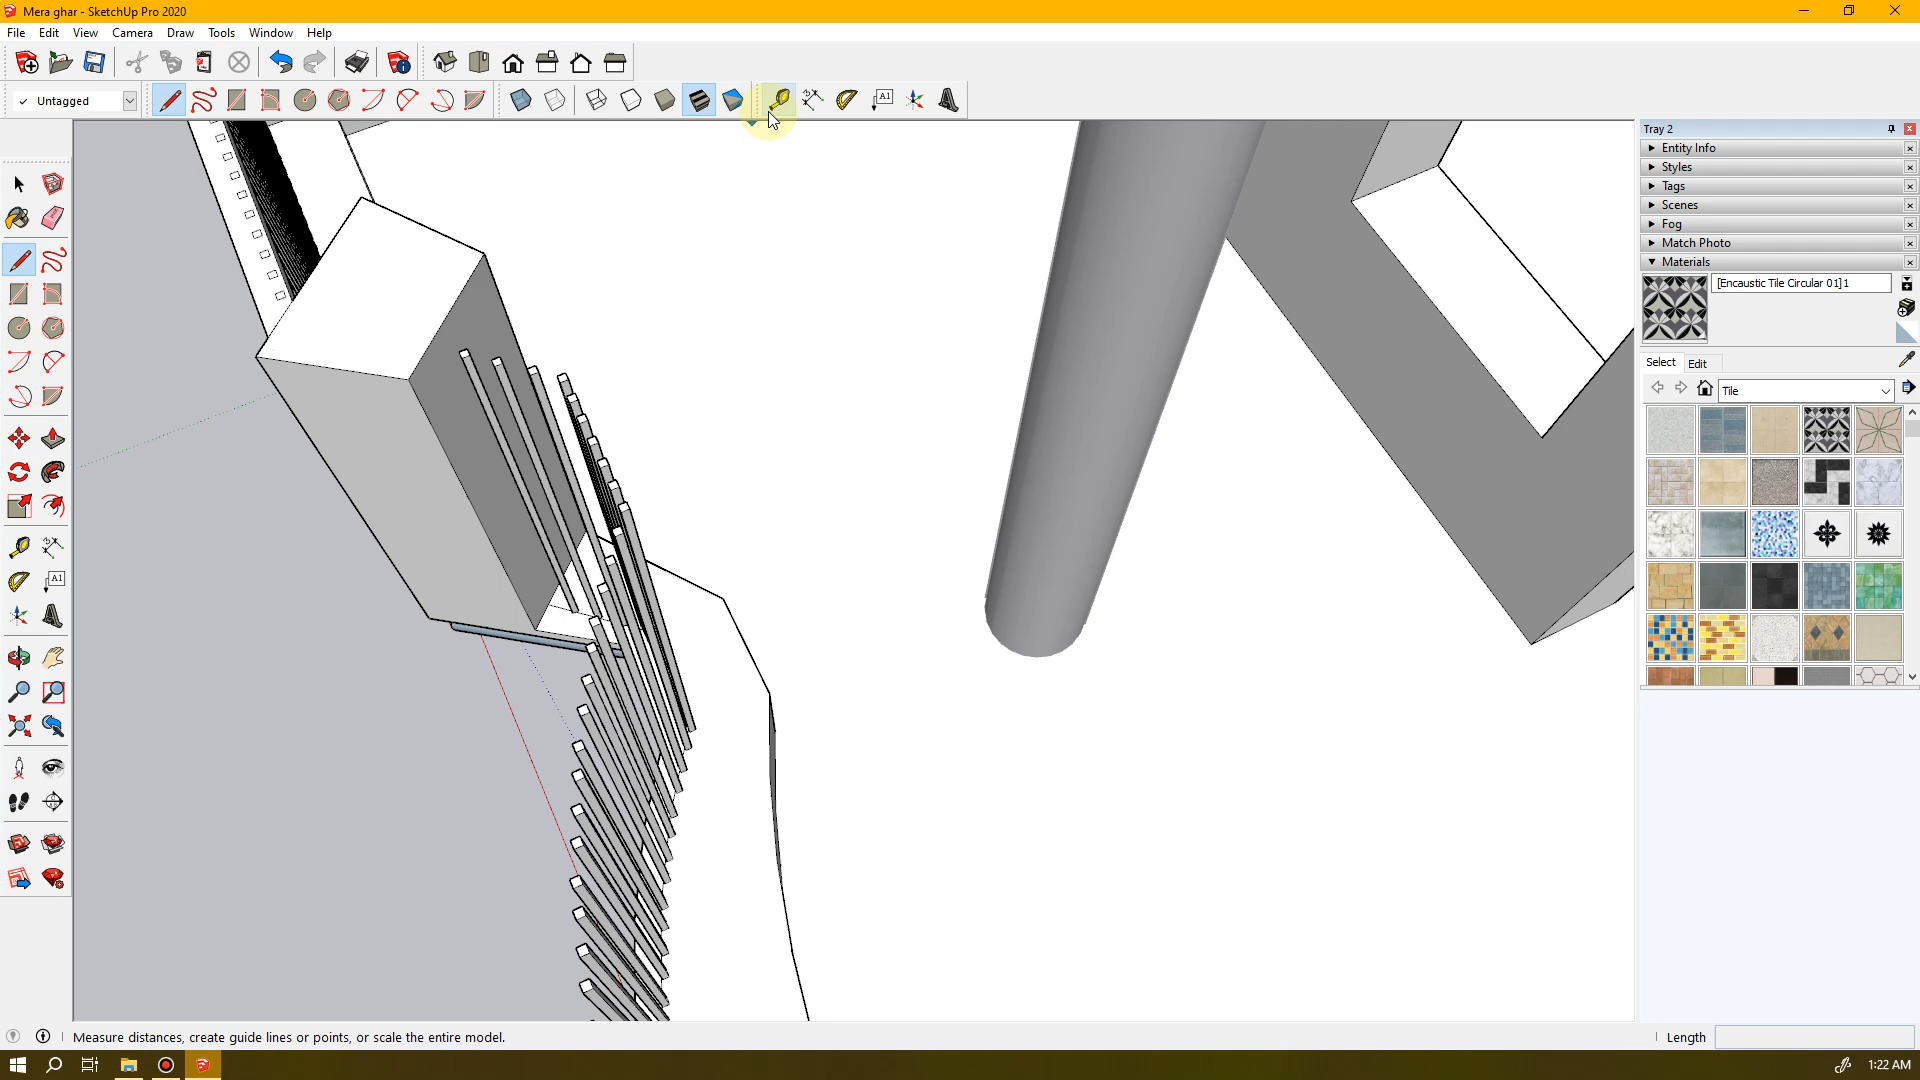 Mera ghar - SketchUp Pro 2020
File Edit View Camera Draw Tools Window Help
✓ Untagged
A1
Tray 2
Entity Info
Styles
Tags
Scenes
Fog
Match Photo
Materials
[Encaustic Tile Circular 01]1
Select Edit
Tile
A1
Measure distances, create guide lines or points, or scale the entire model.
Length
1:22 AM